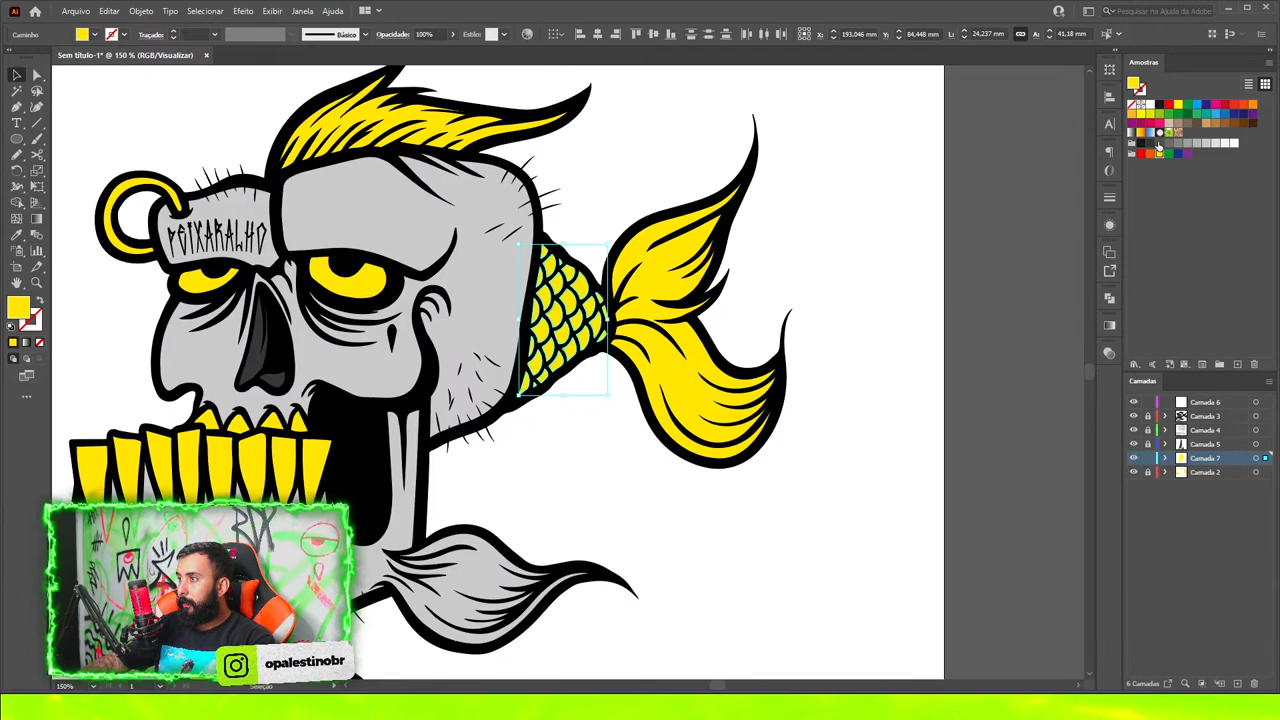 Ai
Arquivo Editar Objeto Tipo Selecionar Efeito Exibir Janela Ajuda
Pesquisar na Ajuda da Adobe
Caminho
Traçados:
Básico
Opacidade: 100%
Estilo:
X: 193,046 mm
Y: 84,448 mm
L: 24,237 mm
A: 41,18 mm
Sem título-1* @ 150 % (RGB/Visualizar)
Amostras
PEIXARALHO
Camadas
Camada 6
Camada 3
Camada 4
Camada 5
Camada 7
Camada 2
opalestinobr
150%
1
Seleção
6 Camadas